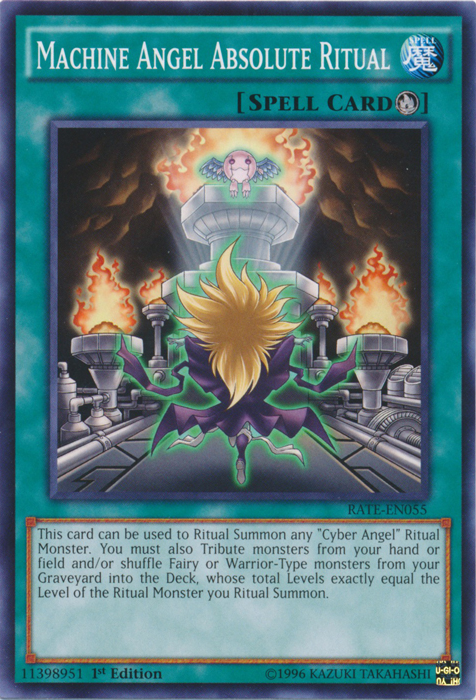 MACHINE ANGEL ABSOLUTE RITUAL
SPELL
魔
[SPELL CARD]
RATE-EN055
This card can be used to Ritual Summon any "Cyber Angel" Ritual
Monster. You must also Tribute monsters from your hand or
field and/or shuffle Fairy or Warrior-Type monsters from your
Graveyard into the Deck, whose total Levels exactly equal the
Level of the Ritual Monster you Ritual Summon.
11398951 1st Edition ©1996 KAZUKI TAKAHASHI